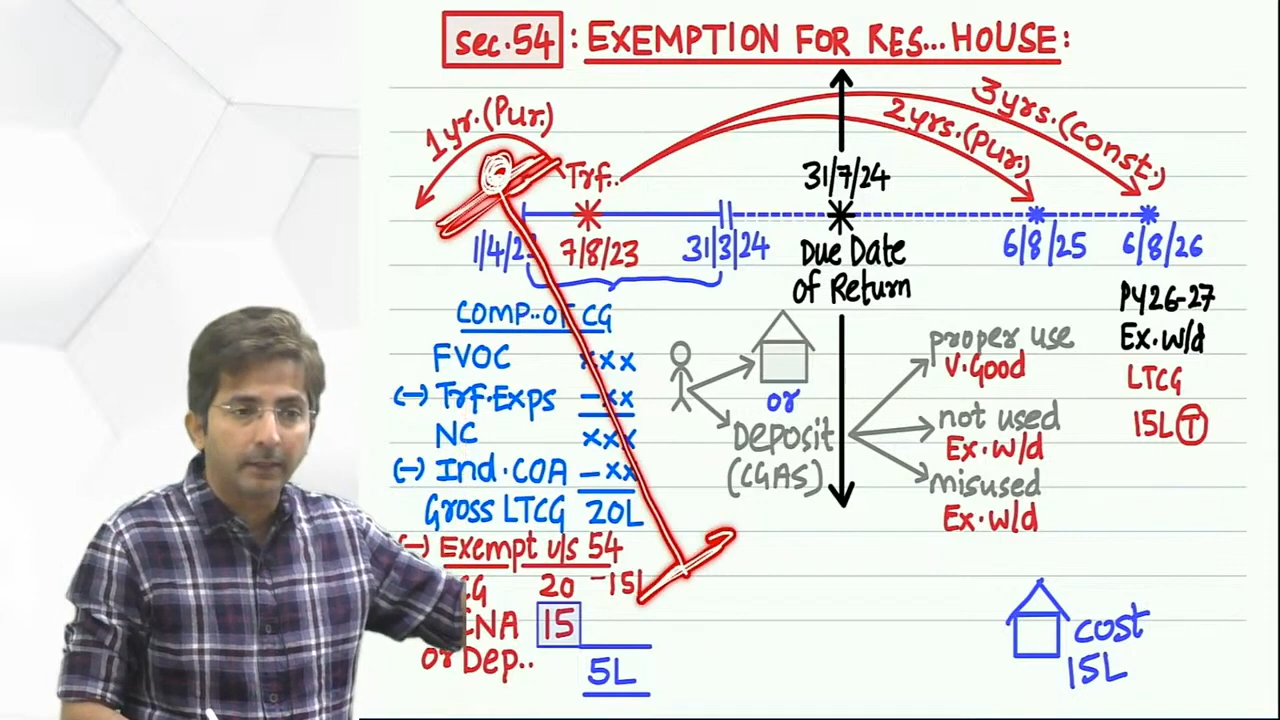 sec.54 : EXEMPTION FOR RES... HOUSE:
1yr.(Pur.)
Trf..
2yrs.(Pur.)
3yrs.(Const.)
31/7/24
1/4/23
7/8/23
31/3/24
6/8/25
6/8/26
Due Date
of Return
COMP.. OF CG
FVOC xxx
(-) Trf.Exps -xx
NC xxx
(-) Ind.COA -xx
Gross LTCG 20L
(-) Exempt u/s 54
CG 20 -15L
CNA 15
or Dep..
5L
or
Deposit
(CGAS)
proper use
V.Good
not used
Ex.w/d
misused
Ex.w/d
PY26-27
Ex.w/d
LTCG
15L T
cost
15L